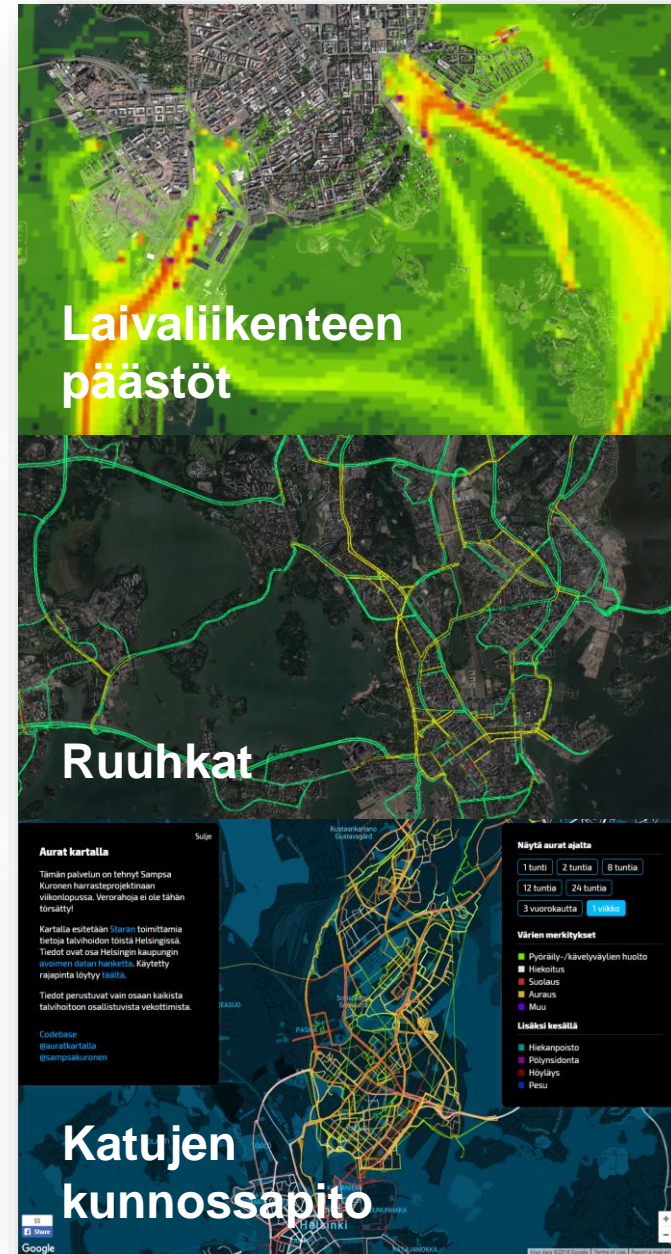 Laivaliikenteen
päästöt
Ruuhkat
Sulje
Aurat kartalla
Tämän palvelun on tehnyt Sampsa
Kuronen harrasteprojektinaan
viikonlopussa. Verorahoja ei ole tähän
törsätty!
Kartalla esitetään Staran toimittamia
tietoja talvihoidon töistä Helsingissä.
Tiedot ovat osa Helsingin kaupungin
avoimen datan hanketta. Käytetty
rajapinta löytyy täältä.
Tiedot perustuvat vain osaan kaikista
talvihoitoon osallistuvista vekottimista.
Codebase
@auratkartalla
@sampsakuronen
Kustaankartano
Gustavsgård
Näytä aurat ajalta
1 tunti 2 tuntia 8 tuntia
12 tuntia 24 tuntia
3 vuorokautta 1 viikko
Värien merkitykset
Pyöräily-/kävelyväylien huolto
Hiekoitus
Suolaus
Auraus
Muu
Lisäksi kesällä
Hiekanpoisto
Pölynsidonta
Höyläys
Pesu
Katujen
kunnossapito
Helsinki
KATAJANOKKA
Share
Google